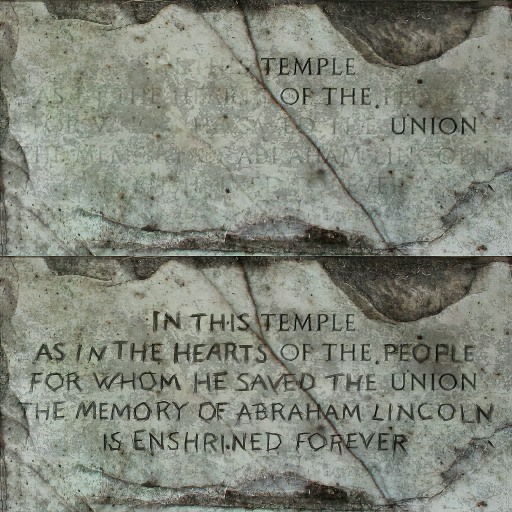 TEMPLE
OF THE
UNION
IN THIS TEMPLE
AS IN THE HEARTS OF THE PEOPLE
FOR WHOM HE SAVED THE UNION
THE MEMORY OF ABRAHAM LINCOLN
IS ENSHRINED FOREVER